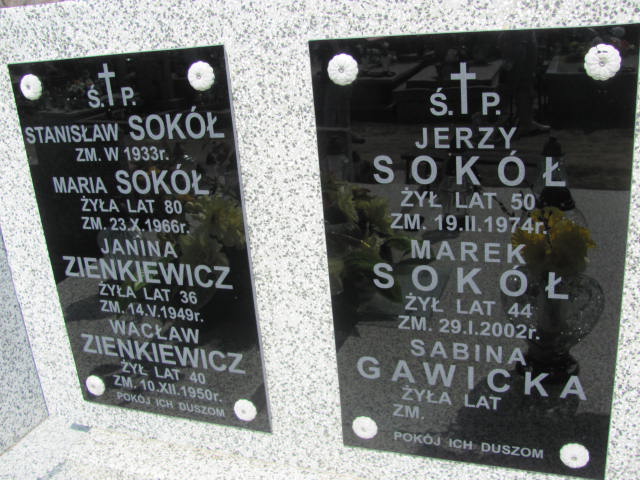 Ś.P.
STANISŁAW SOKÓŁ
ZM. W 1933r.
MARIA SOKÓŁ
ŻYŁA LAT 80
ZM. 23.X.1966r.
JANINA
ZIENKIEWICZ
ŻYŁA LAT 36
ZM. 14.V.1949r.
WACŁAW
ZIENKIEWICZ
ŻYŁ LAT 40
ZM. 10.XII.1950r.
POKÓJ ICH DUSZOM
Ś.P.
JERZY
SOKÓŁ
ŻYŁ LAT 50
ZM. 19.II.1974r.
MAREK
SOKÓŁ
ŻYŁ LAT 44
ZM. 29.I.2002r.
SABINA
GAWICKA
ŻYŁA LAT
ZM.
POKÓJ ICH DUSZOM